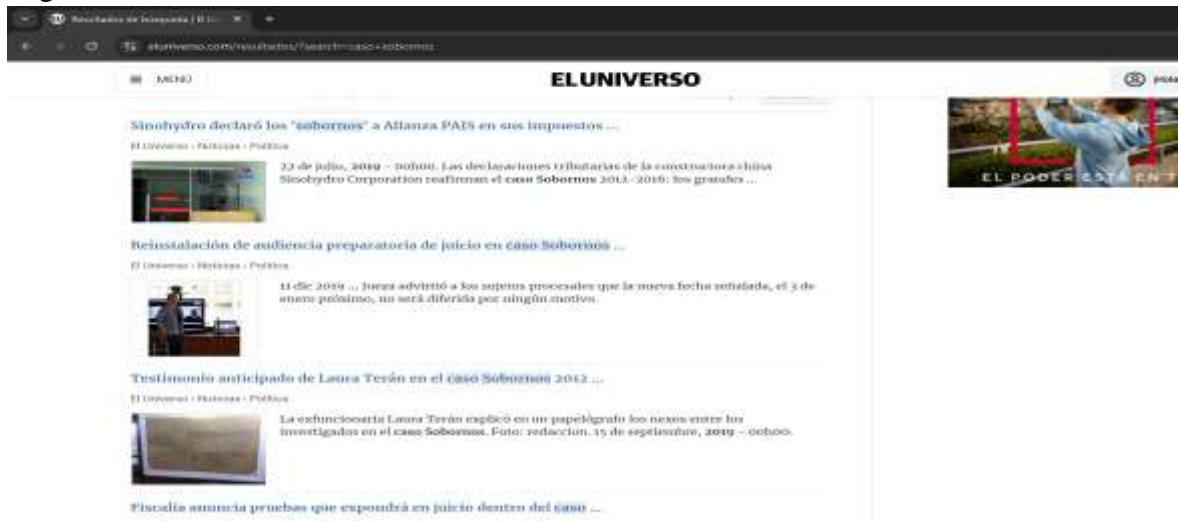 Resultados de búsqueda | El U
eluniverso.com/resultados/?search=caso+sobornos
MENÚ
EL UNIVERSO
Sinohydro declaró los 'sobornos' a Alianza PAIS en sus impuestos ...
El Universo › Noticias › Política
22 de julio, 2019 - 00h00. Las declaraciones tributarias de la constructora china
Sinohydro Corporation reafirman el caso Sobornos 2012-2016: los grandes ...
EL PODER ESTÁ EN T
Reinstalación de audiencia preparatoria de juicio en caso Sobornos ...
El Universo › Noticias › Política
11 dic 2019 ... Jueza advirtió a los sujetos procesales que la nueva fecha señalada, el 3 de
enero próximo, no será diferida por ningún motivo.
Testimonio anticipado de Laura Terán en el caso Sobornos 2012 ...
El Universo › Noticias › Política
La exfuncionaria Laura Terán explicó en un papelógrafo los nexos entre los
investigados en el caso Sobornos. Foto: redaccion. 15 de septiembre, 2019 - 00h00.
Fiscalía anuncia pruebas que expondrá en juicio dentro del caso ...